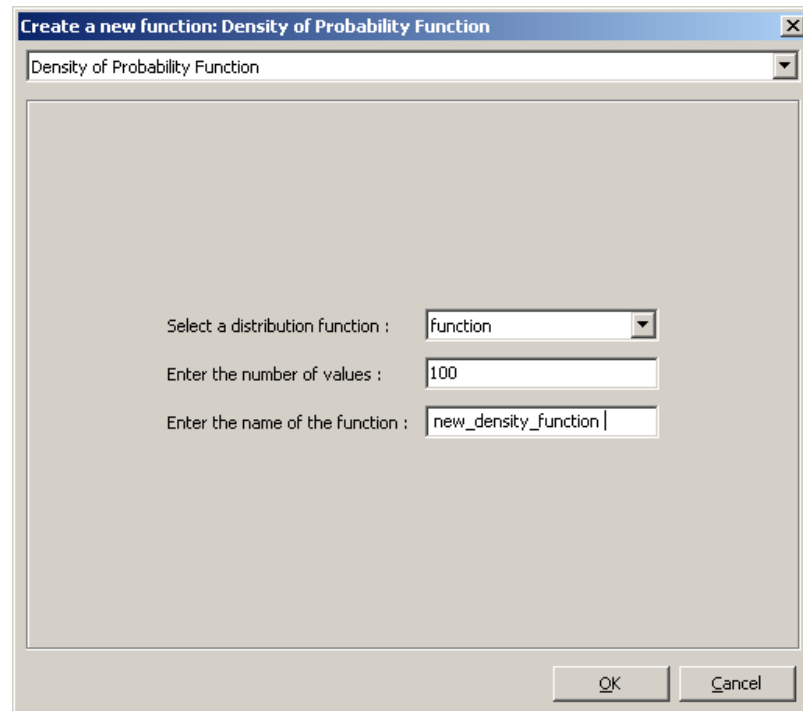 Create a new function: Density of Probability Function
Density of Probability Function
Select a distribution function : function
Enter the number of values : 100
Enter the name of the function : new_density_function
OK Cancel